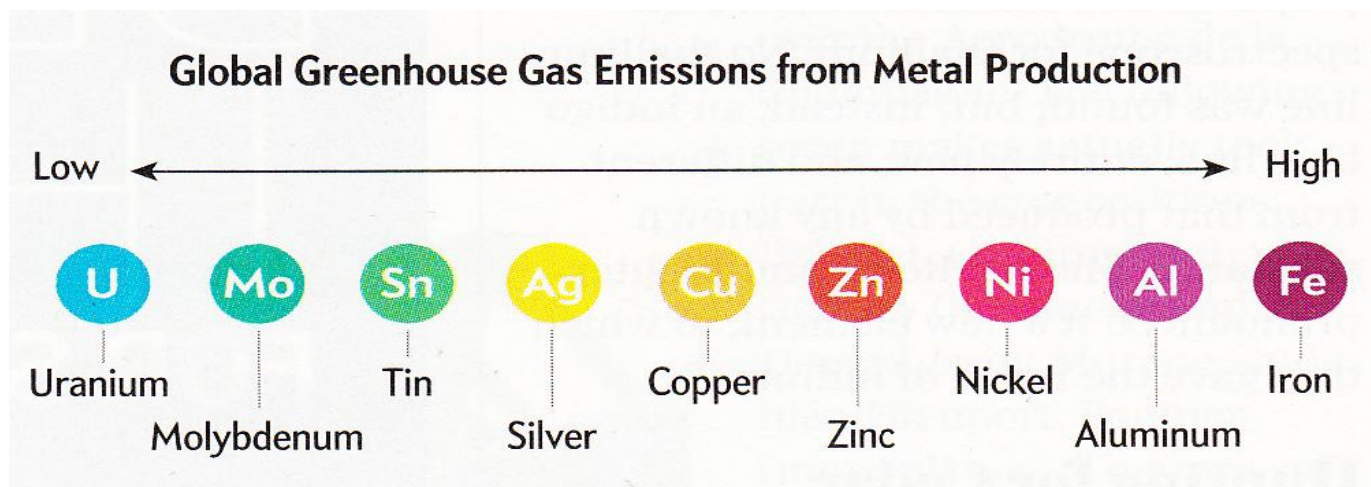 Global Greenhouse Gas Emissions from Metal Production
Low High
U Mo Sn Ag Cu Zn Ni Al Fe
Uranium Tin Copper Nickel Iron
Molybdenum Silver Zinc Aluminum